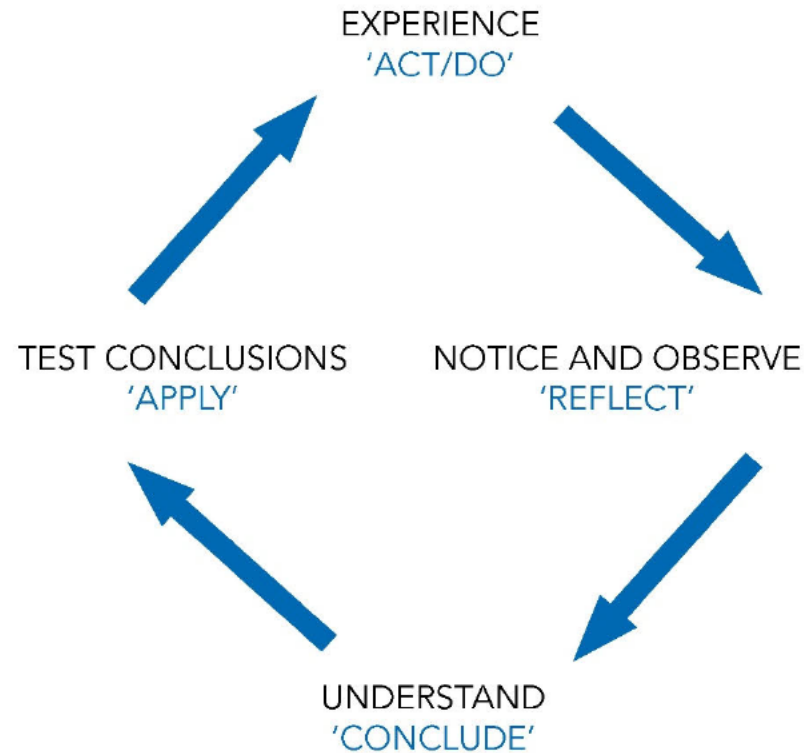 EXPERIENCE
'ACT/DO'
TEST CONCLUSIONS
'APPLY'
NOTICE AND OBSERVE
'REFLECT'
UNDERSTAND
'CONCLUDE'